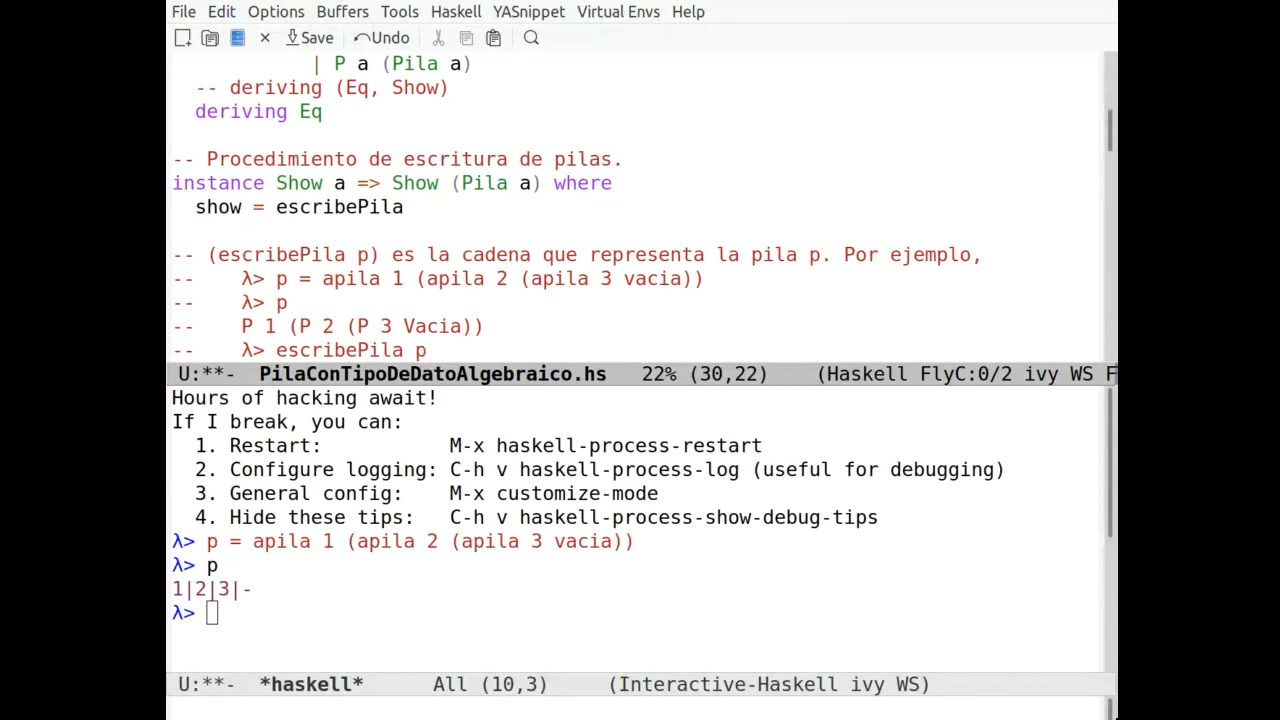 File Edit Options Buffers Tools Haskell YASnippet Virtual Envs Help
Save Undo
| P a (Pila a)
-- deriving (Eq, Show)
deriving Eq
-- Procedimiento de escritura de pilas.
instance Show a => Show (Pila a) where
show = escribePila
-- (escribePila p) es la cadena que representa la pila p. Por ejemplo,
-- λ> p = apila 1 (apila 2 (apila 3 vacia))
-- λ> p
-- P 1 (P 2 (P 3 Vacia))
-- λ> escribePila p
U:**- PilaConTipoDeDatoAlgebraico.hs 22% (30,22) (Haskell FlyC:0/2 ivy WS F
Hours of hacking await!
If I break, you can:
1. Restart: M-x haskell-process-restart
2. Configure logging: C-h v haskell-process-log (useful for debugging)
3. General config: M-x customize-mode
4. Hide these tips: C-h v haskell-process-show-debug-tips
λ> p = apila 1 (apila 2 (apila 3 vacia))
λ> p
1|2|3|-
λ>
U:**- *haskell* All (10,3) (Interactive-Haskell ivy WS)